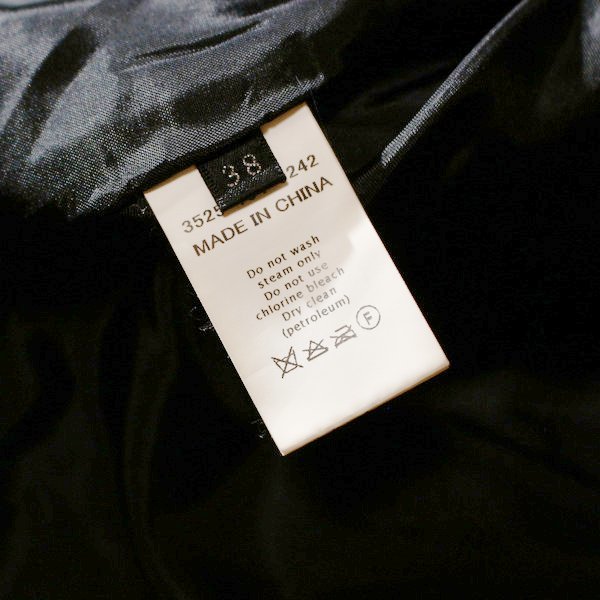 38
3525 242
MADE IN CHINA
Do not wash
steam only
Do not use
chlorine bleach
Dry clean
(petroleum)
F